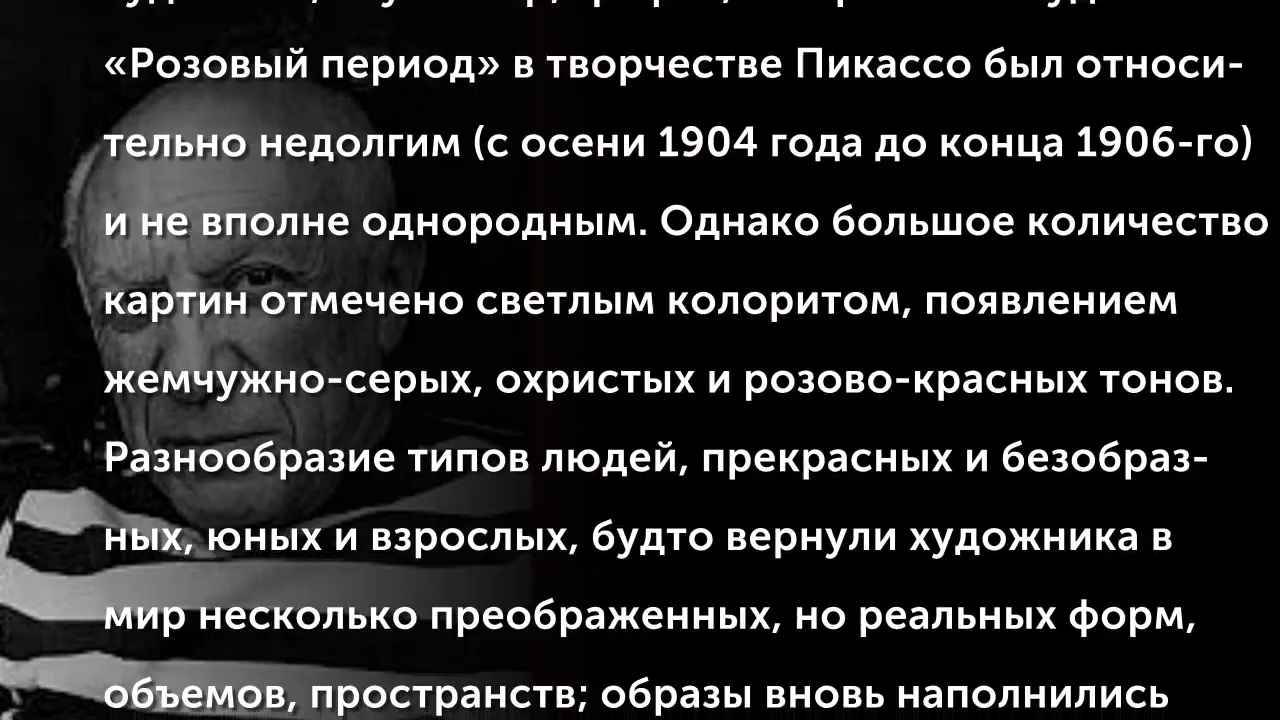 «Розовый период» в творчестве Пикассо был относи-
тельно недолгим (с осени 1904 года до конца 1906-го)
и не вполне однородным. Однако большое количество
картин отмечено светлым колоритом, появлением
жемчужно-серых, охристых и розово-красных тонов.
Разнообразие типов людей, прекрасных и безобраз-
ных, юных и взрослых, будто вернули художника в
мир несколько преображенных, но реальных форм,
объемов, пространств; образы вновь наполнились